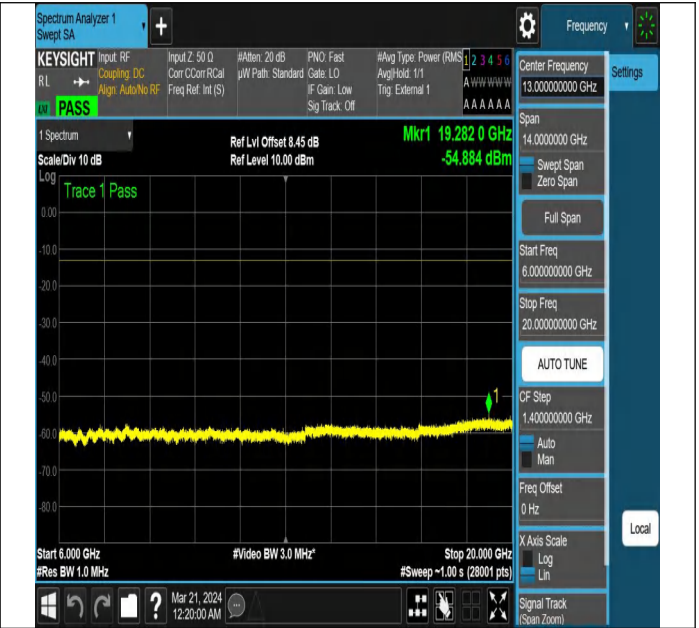 Spectrum Analyzer 1
Swept SA
+
Frequency
KEYSIGHT
RL
PASS
Input: RF
Coupling: DC
Align: Auto/No RF
Input Z: 50 Ω
Corr CCorr RCal
Freq Ref: Int (S)
#Atten: 20 dB
µW Path: Standard
PNO: Fast
Gate: LO
IF Gain: Low
Sig Track: Off
#Avg Type: Power (RMS
Avg|Hold: 1/1
Trig: External 1
1 2 3 4 5 6
A W W W W W
A A A A A A
Center Frequency
13.000000000 GHz
Settings
Span
14.0000000 GHz
Swept Span
Zero Span
Full Span
Start Freq
6.000000000 GHz
Stop Freq
20.000000000 GHz
AUTO TUNE
CF Step
1.400000000 GHz
Auto
Man
Freq Offset
0 Hz
X Axis Scale
Log
Lin
Signal Track
(Span Zoom)
Local
1 Spectrum
Scale/Div 10 dB
Ref Lvl Offset 8.45 dB
Ref Level 10.00 dBm
Mkr1 19.282 0 GHz
-54.884 dBm
Log
Trace 1 Pass
0.00
-10.0
-20.0
-30.0
-40.0
-50.0
-60.0
-70.0
-80.0
1
Start 6.000 GHz
#Res BW 1.0 MHz
#Video BW 3.0 MHz*
Stop 20.000 GHz
#Sweep ~1.00 s (28001 pts)
?
Mar 21, 2024
12:20:00 AM